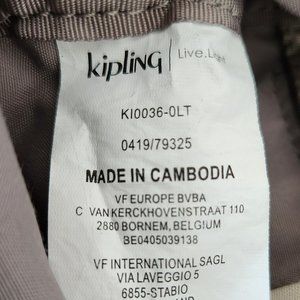 kipling | Live.Light
KI0036-0LT
0419/79325
MADE IN CAMBODIA
VF EUROPE BVBA
C VAN KERCKHOVENSTRAAT 110
2880 BORNEM, BELGIUM
BE0405039138
VF INTERNATIONAL SAGL
VIA LAVEGGIO 5
6855-STABIO